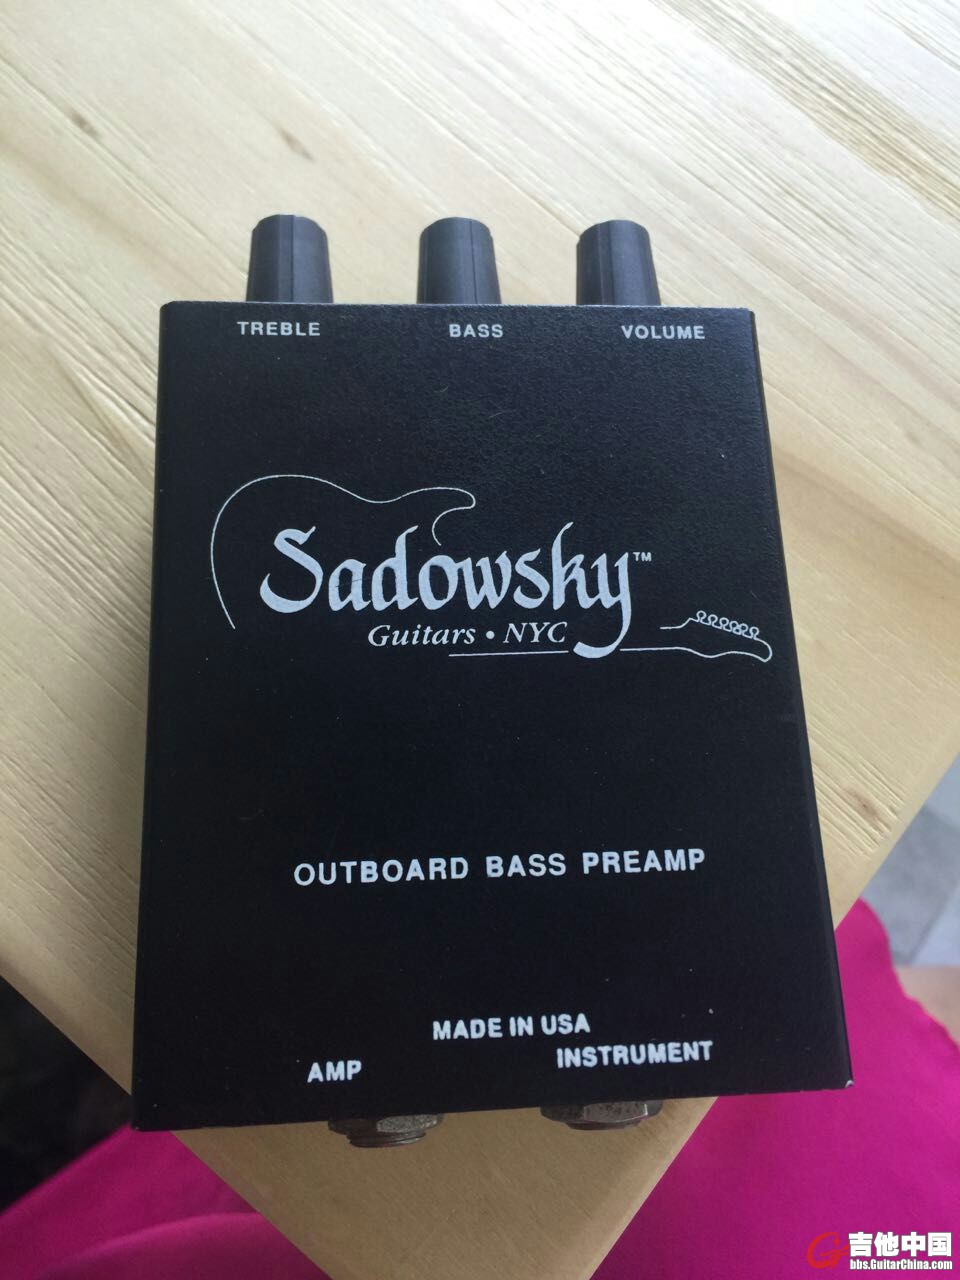 TREBLE BASS VOLUME
Sadowsky™
Guitars • NYC
OUTBOARD BASS PREAMP
MADE IN USA
AMP INSTRUMENT
吉他中国
bbs.GuitarChina.com